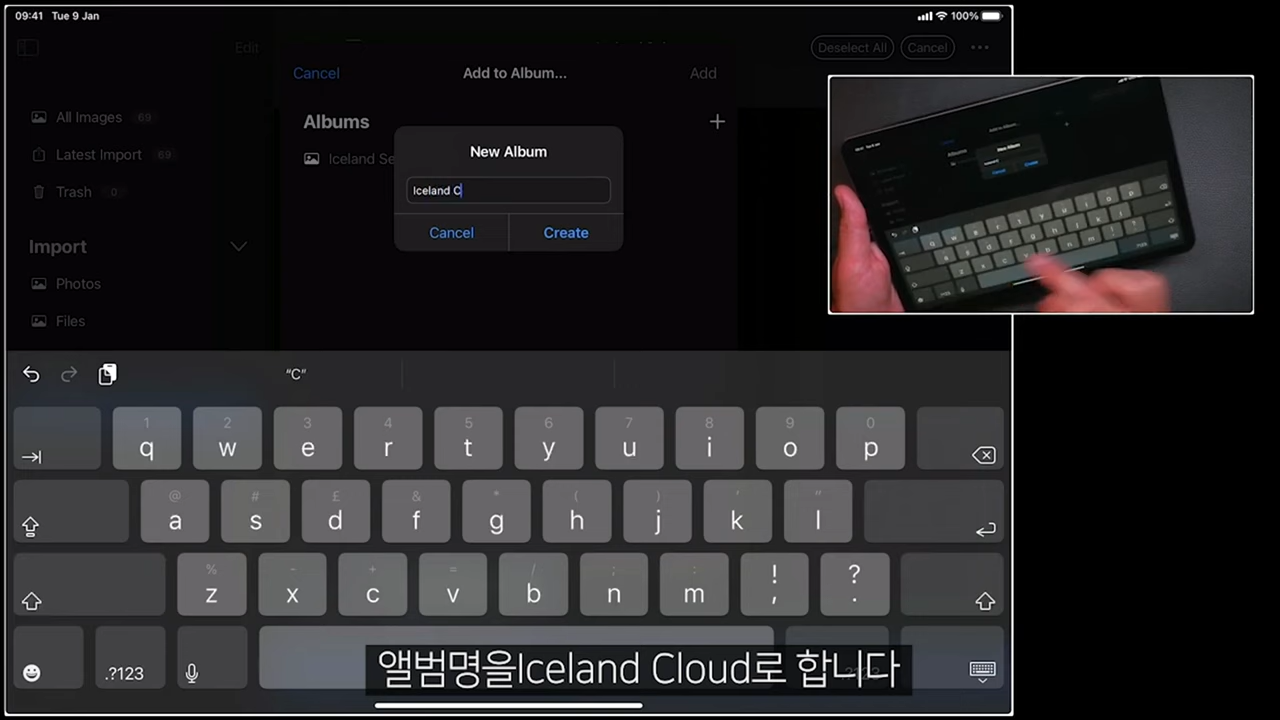 09:41 Tue 9 Jan
100%
Edit
Deselect All
Cancel
Cancel
Add to Album...
Add
All Images 69
Latest Import 69
Trash 0
Import
Photos
Files
Albums
Iceland Se
New Album
Iceland C
Cancel
Create
“C”
1 2 3 4 5 6 7 8 9 0
q w e r t y u i o p
@ # £ & * ( ) ' "
a s d f g h j k l
% - + = / ; : ! ?
z x c v b n m , .
.?123
앨범명을Iceland Cloud로 합니다